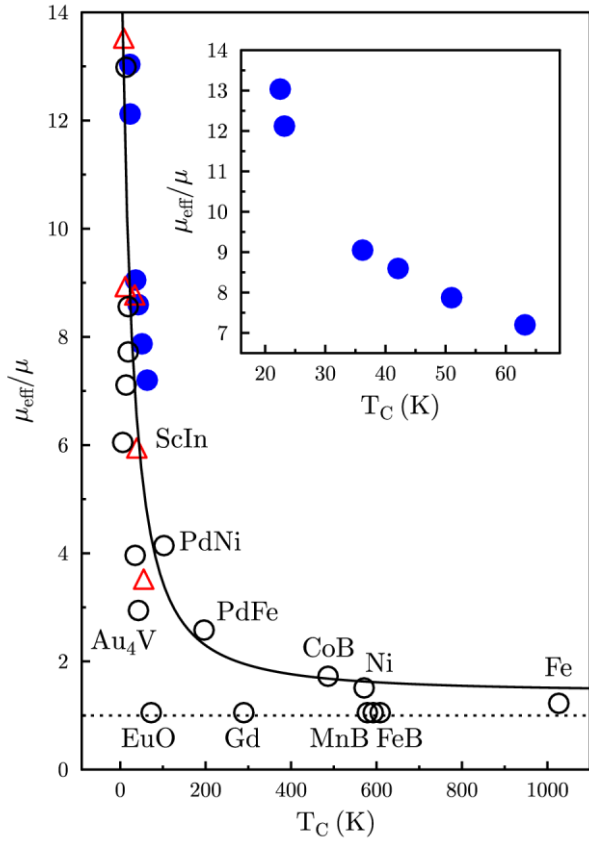 14
12
10
8
6
4
2
0
μeff/μ
0 200 400 600 800 1000
TC (K)
ScIn
PdNi
PdFe
Au4V
CoB
Ni
Fe
EuO
Gd
MnB
FeB
14
13
12
11
10
9
8
7
μeff/μ
20 30 40 50 60
TC (K)